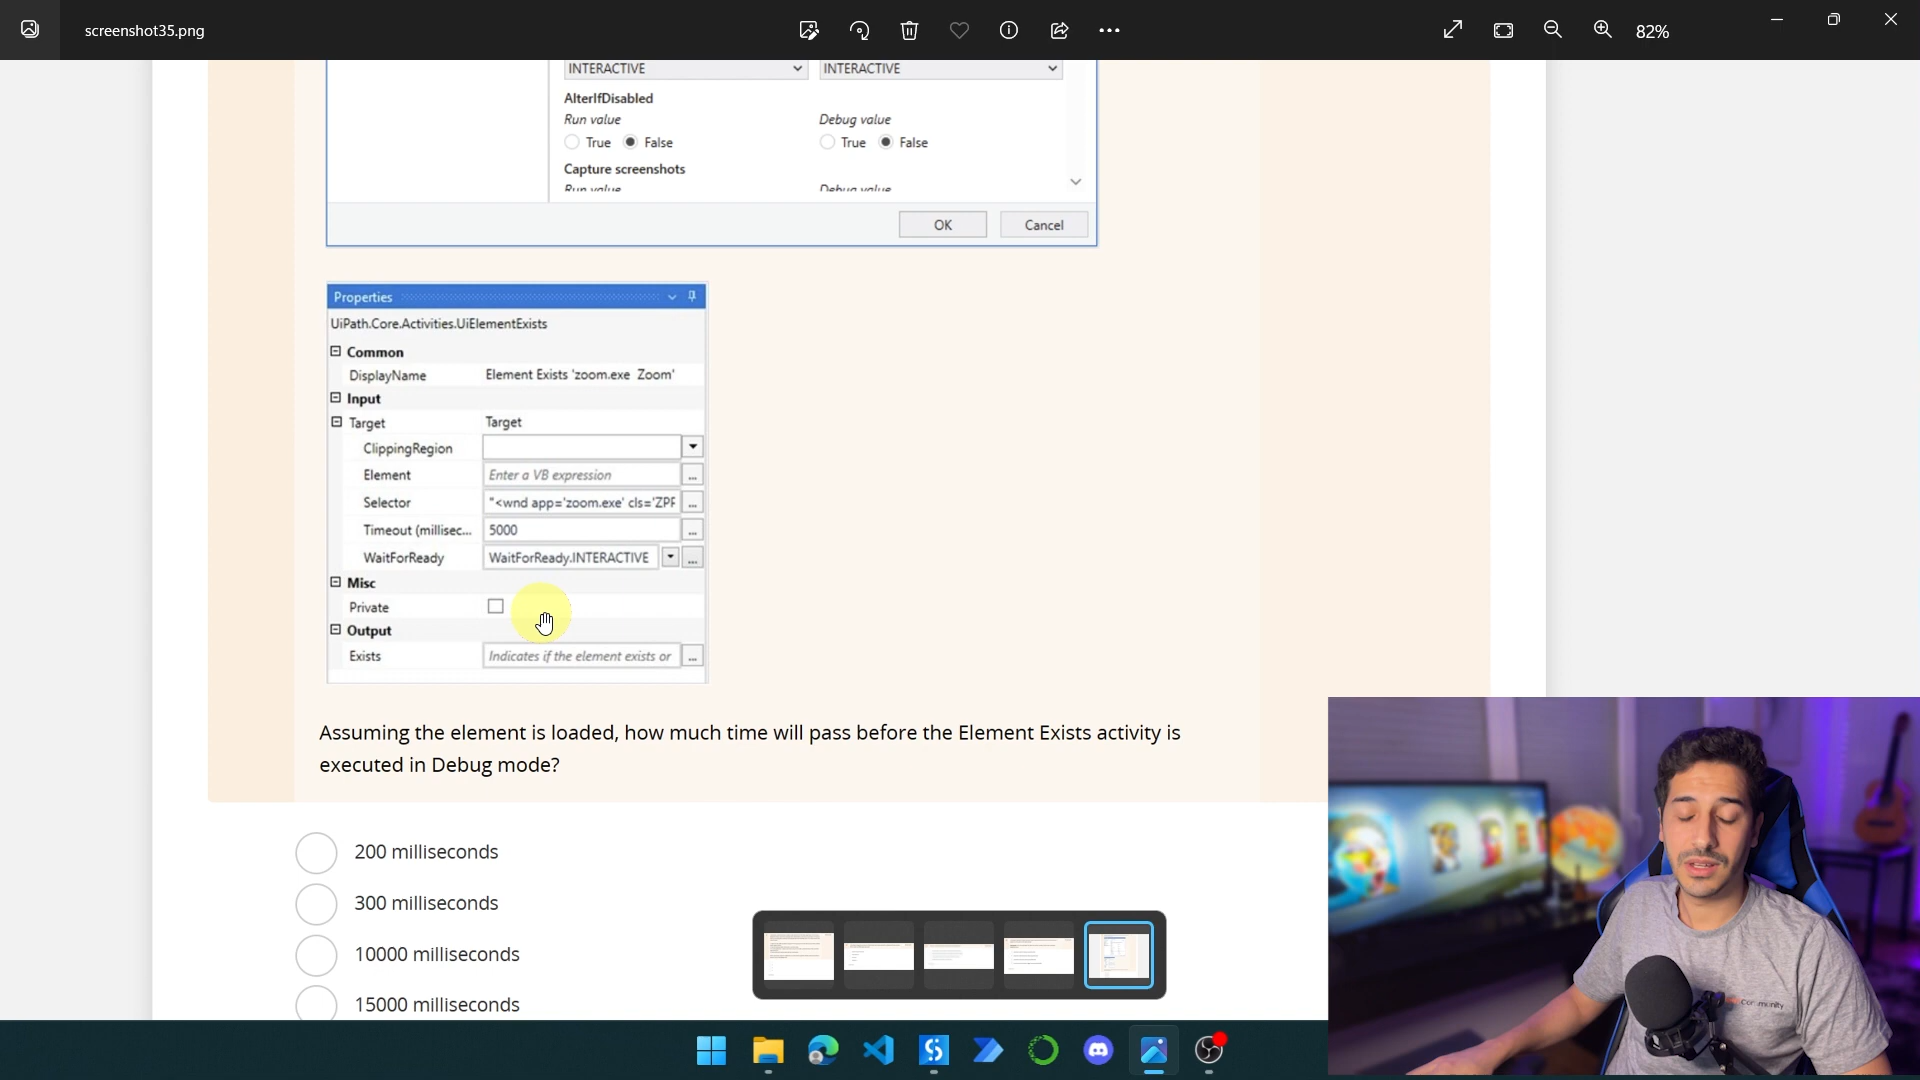 screenshot35.png
82%
INTERACTIVE INTERACTIVE
AlterIfDisabled
Run value Debug value
True False True False
Capture screenshots
Run value Debug value
OK Cancel
Properties
UiPath.Core.Activities.UiElementExists
Common
DisplayName Element Exists 'zoom.exe Zoom'
Input
Target Target
ClippingRegion
Element Enter a VB expression ...
Selector "<wnd app='zoom.exe' cls='ZPF ...
Timeout (millisec... 5000 ...
WaitForReady WaitForReady.INTERACTIVE ...
Misc
Private
Output
Exists Indicates if the element exists or ...
Assuming the element is loaded, how much time will pass before the Element Exists activity is
executed in Debug mode?
200 milliseconds
300 milliseconds
10000 milliseconds
15000 milliseconds